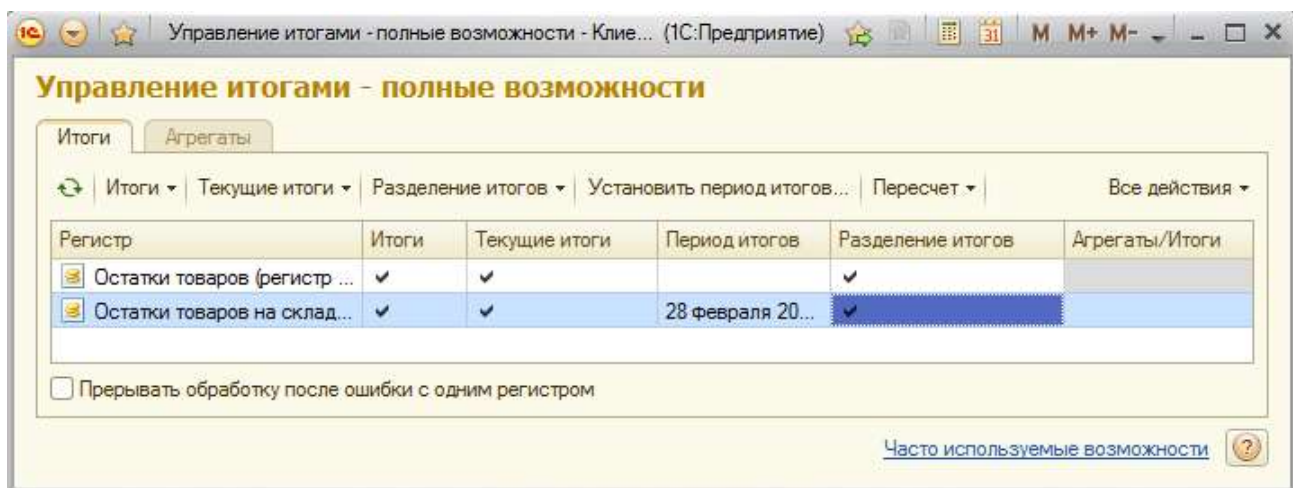 Управление итогами - полные возможности - Клие... (1С:Предприятие) 31 M M+ M-
Управление итогами - полные возможности
Итоги Агрегаты
Итоги Текущие итоги Разделение итогов Установить период итогов... Пересчет Все действия
Регистр Итоги Текущие итоги Период итогов Разделение итогов Агрегаты/Итоги
Остатки товаров (регистр ...
Остатки товаров на склад... 28 февраля 20...
Прерывать обработку после ошибки с одним регистром
Часто используемые возможности ?